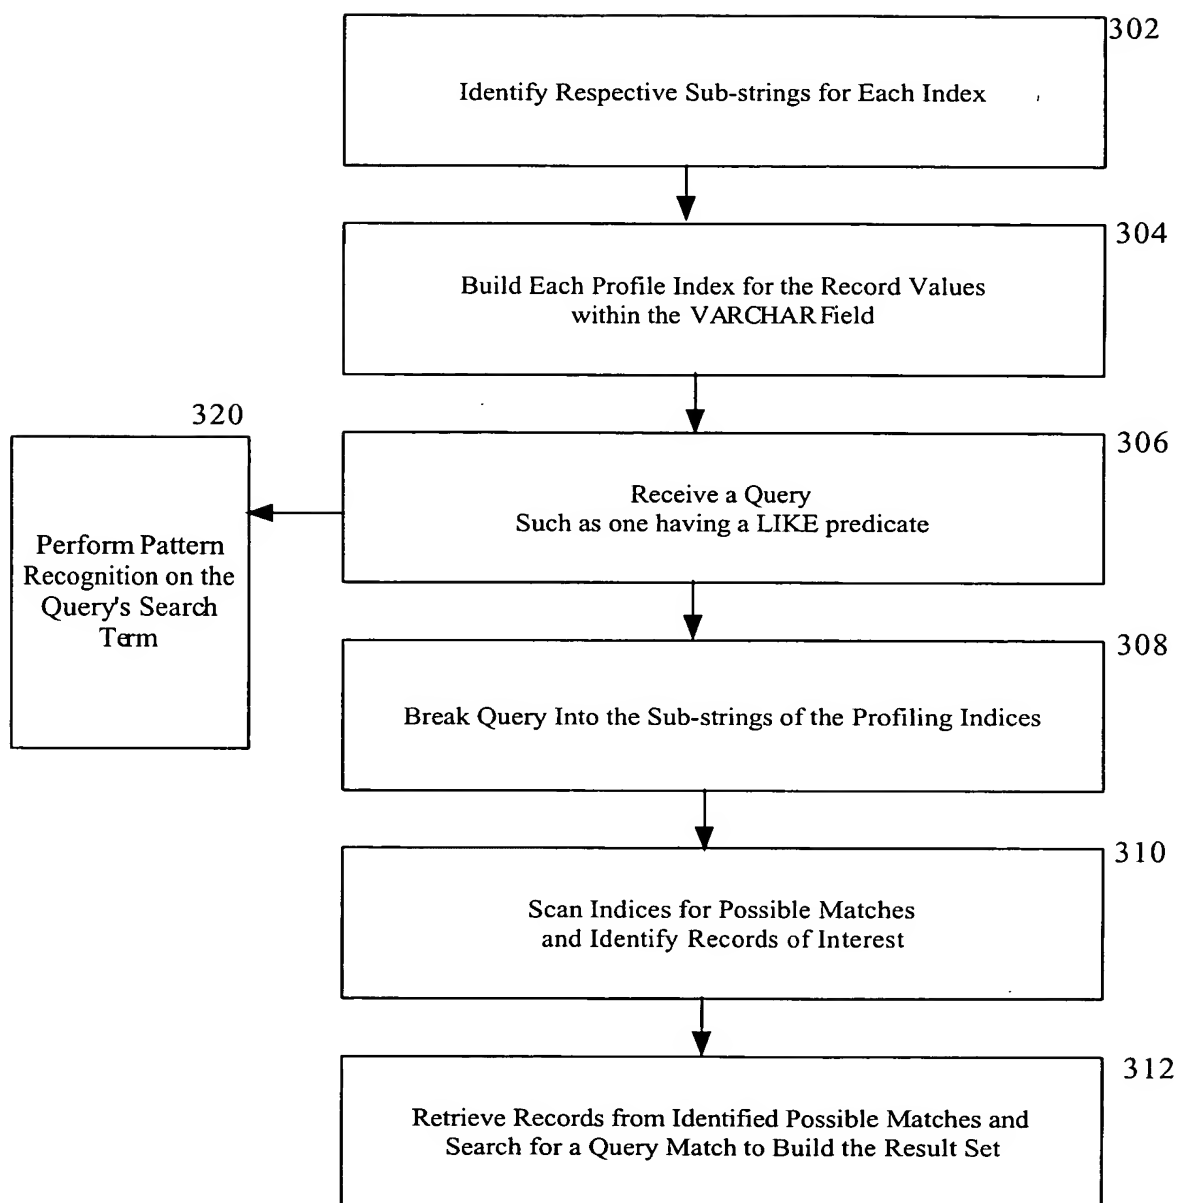 302
Identify Respective Sub-strings for Each Index
304
Build Each Profile Index for the Record Values
within the VARCHAR Field
320
306
Receive a Query
Such as one having a LIKE predicate
Perform Pattern
Recognition on the
Query's Search
Term
308
Break Query Into the Sub-strings of the Profiling Indices
310
Scan Indices for Possible Matches
and Identify Records of Interest
312
Retrieve Records from Identified Possible Matches and
Search for a Query Match to Build the Result Set